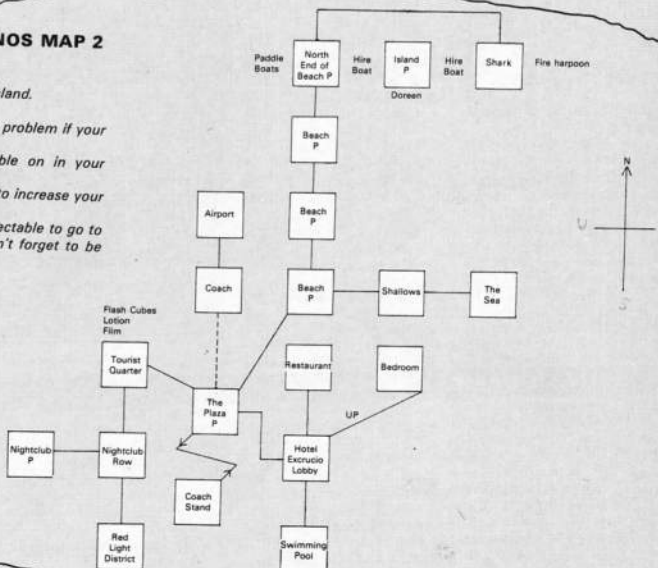 NOS MAP 2
land.
problem if your
ble on in your
to increase your
ectable to go to
n't forget to be
Paddle
Boats
North
End of
Beach P
Hire
Boat
Island
P
Doreen
Hire
Boat
Shark
Fire harpoon
Beach
P
N
Airport
Beach
P
U
Coach
Beach
P
Shallows
The
Sea
S
Flash Cubes
Lotion
Film
Tourist
Quarter
Restaurant
Bedroom
The
Plaza
P
UP
Nightclub
P
Nightclub
Row
Hotel
Excrucio
Lobby
Coach
Stand
Red
Light
District
Swimming
Pool